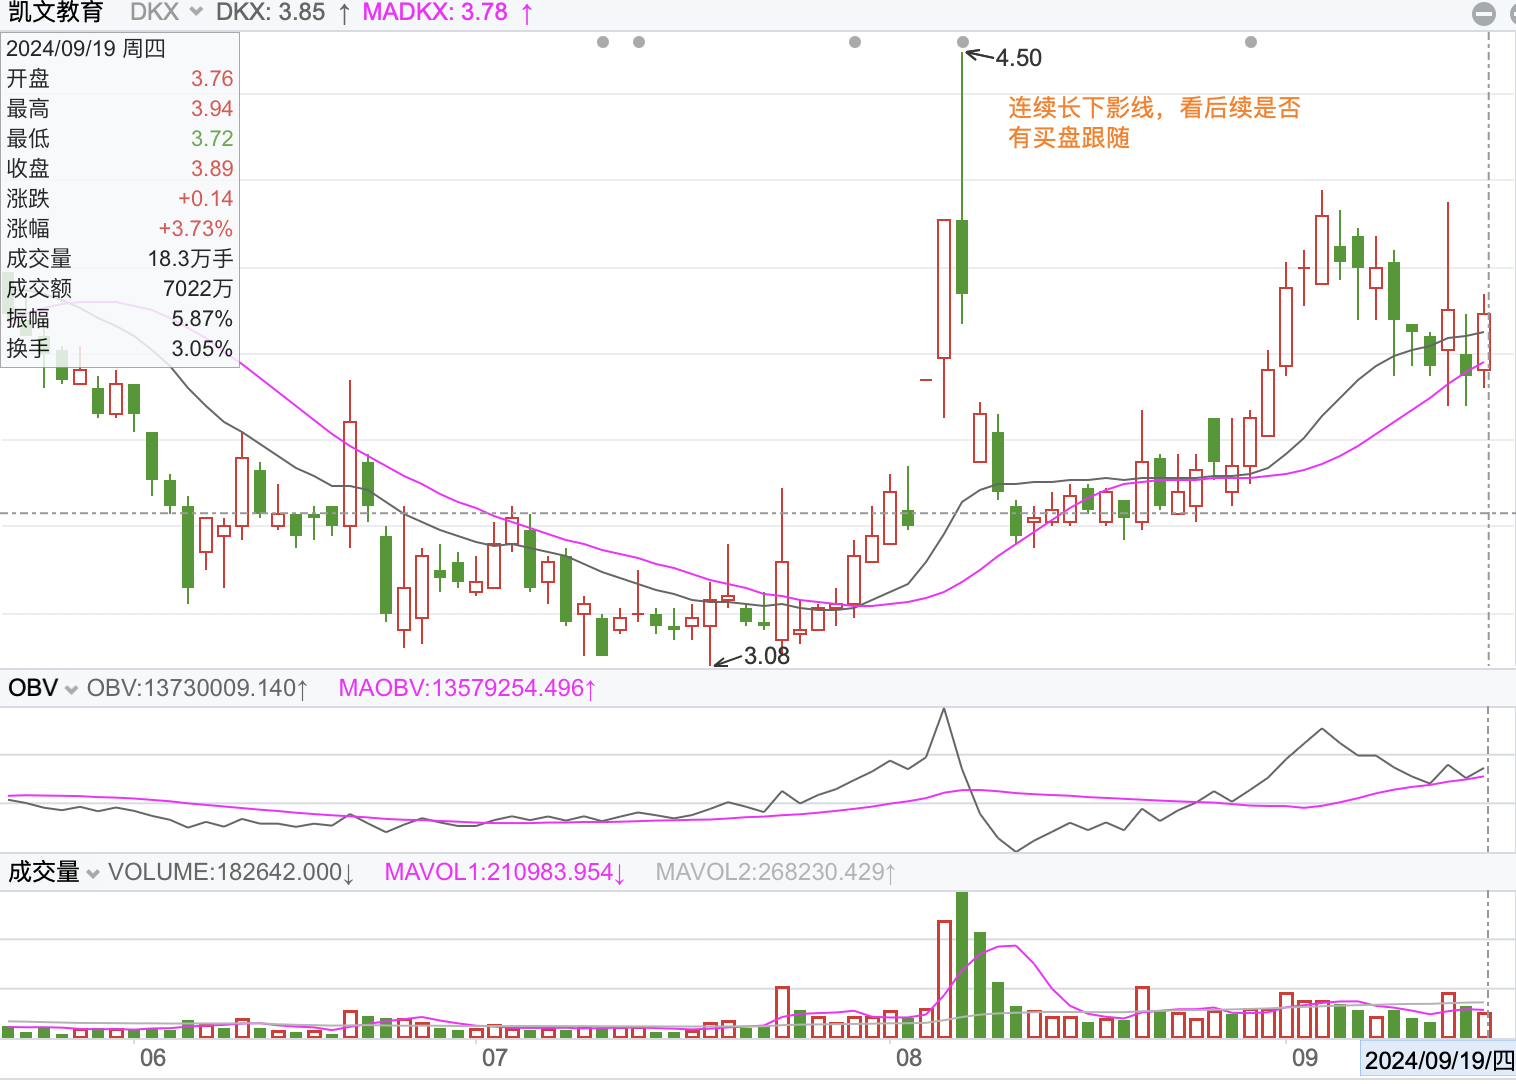 凯文教育 DKX DKX: 3.85 ↑ MADKX: 3.78 ↑
2024/09/19 周四
开盘 3.76
最高 3.94
最低 3.72
收盘 3.89
涨跌 +0.14
涨幅 +3.73%
成交量 18.3万手
成交额 7022万
振幅 5.87%
换手 3.05%
4.50
连续长下影线，看后续是否
有买盘跟随
3.08
OBV OBV:13730009.140↑ MAOBV:13579254.496↑
成交量 VOLUME:182642.000↓ MAVOL1:210983.954↓ MAVOL2:268230.429↑
06 07 08 09 2024/09/19/四